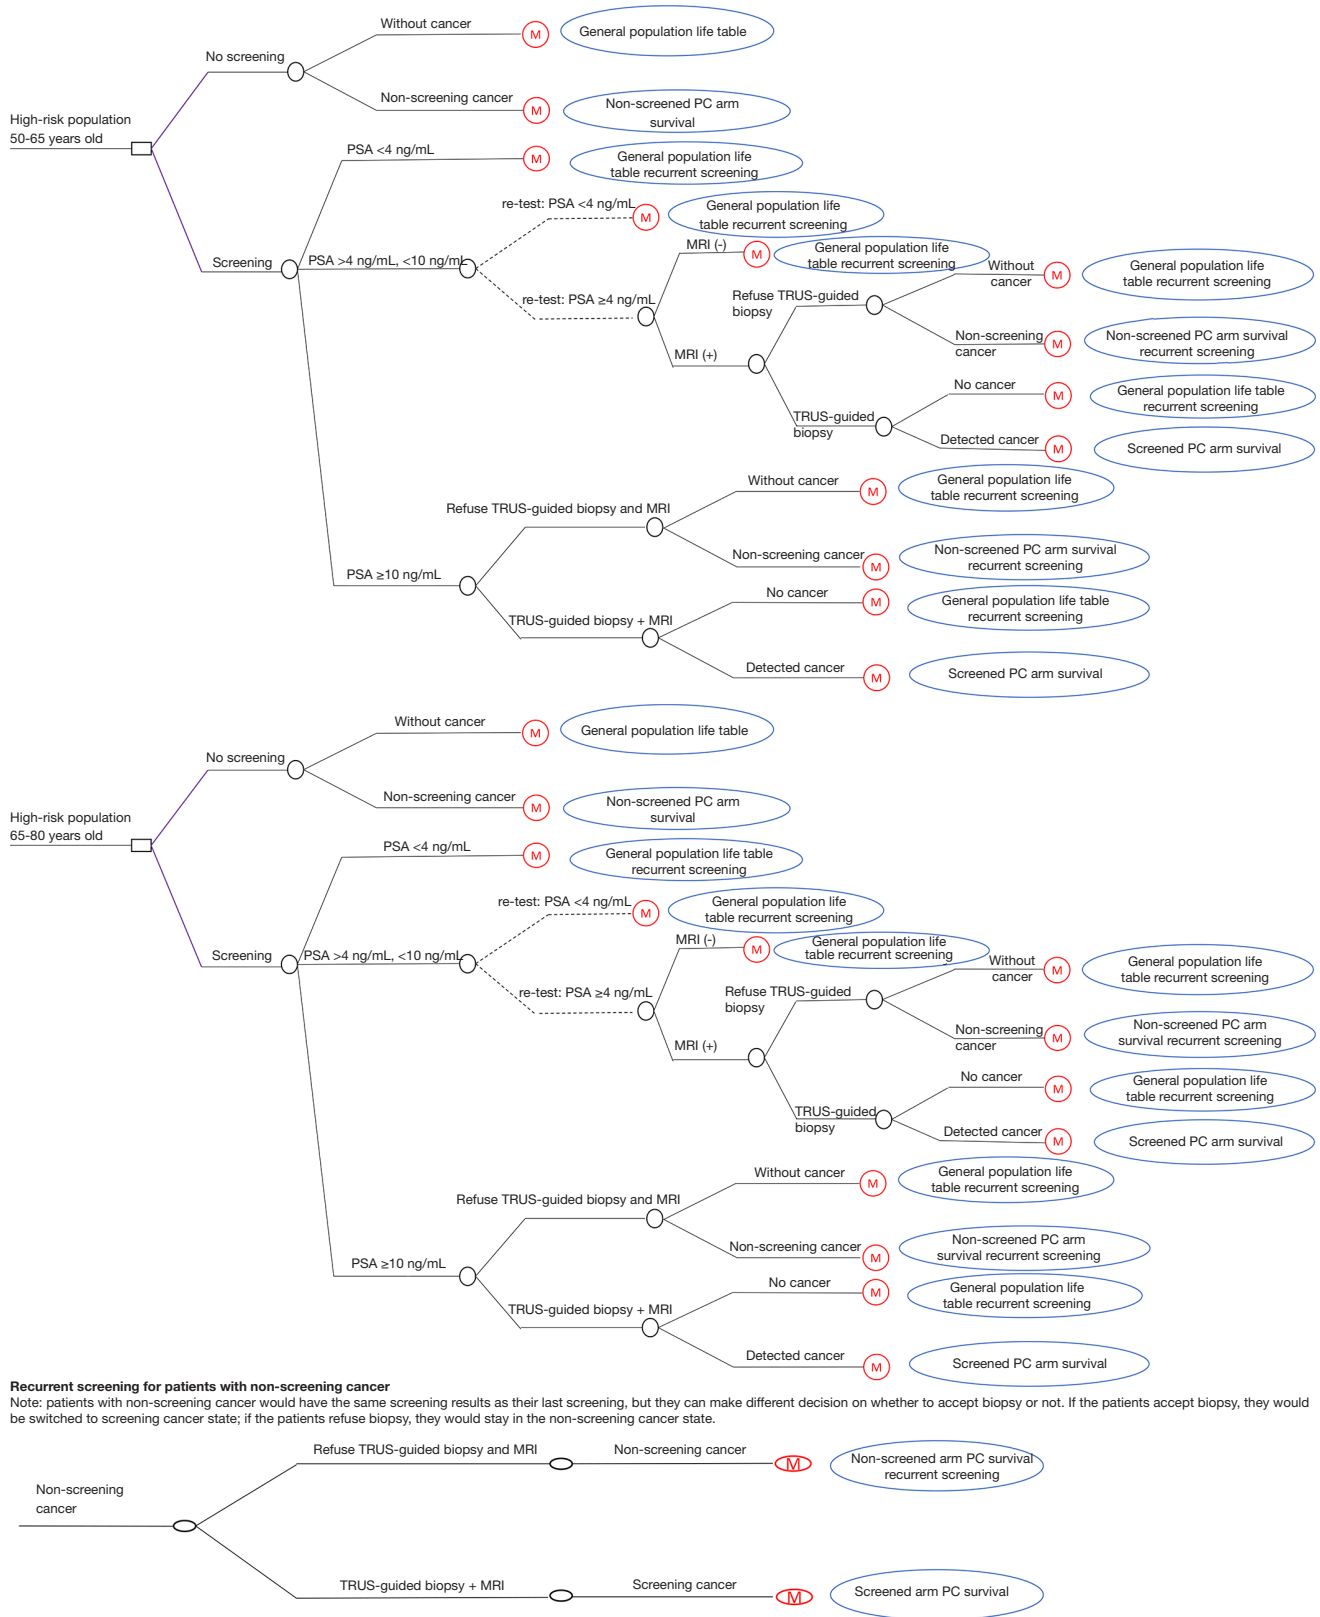 Without cancer
M
General population life table
No screening
Non-screening cancer
M
Non-screened PC arm
survival
High-risk population
50-65 years old
PSA <4 ng/mL
M
General population life
table recurrent screening
re-test: PSA <4 ng/mL
M
General population life
table recurrent screening
Screening
PSA >4 ng/mL, <10 ng/mL
MRI (-)
M
General population life
table recurrent screening
re-test: PSA ≥4 ng/mL
Refuse TRUS-guided
biopsy
Without
cancer
M
General population life
table recurrent screening
Non-screening
cancer
M
Non-screened PC arm survival
recurrent screening
MRI (+)
No cancer
M
General population life table
recurrent screening
TRUS-guided
biopsy
Detected cancer
M
Screened PC arm survival
Without cancer
M
General population life
table recurrent screening
Refuse TRUS-guided biopsy and MRI
Non-screening cancer
M
Non-screened PC arm survival
recurrent screening
PSA ≥10 ng/mL
No cancer
M
General population life table
recurrent screening
TRUS-guided biopsy + MRI
Detected cancer
M
Screened PC arm survival
Without cancer
M
General population life table
No screening
Non-screening cancer
M
Non-screened PC arm
survival
High-risk population
65-80 years old
PSA <4 ng/mL
M
General population life table
recurrent screening
re-test: PSA <4 ng/mL
M
General population life
table recurrent screening
Screening
PSA >4 ng/mL, <10 ng/mL
MRI (-)
M
General population life
table recurrent screening
re-test: PSA ≥4 ng/mL
Refuse TRUS-guided
biopsy
Without
cancer
M
General population life
table recurrent screening
Non-screening
cancer
M
Non-screened PC arm
survival recurrent screening
MRI (+)
No cancer
M
General population life
table recurrent screening
TRUS-guided
biopsy
Detected cancer
M
Screened PC arm survival
Without cancer
M
General population life
table recurrent screening
Refuse TRUS-guided biopsy and MRI
Non-screening cancer
M
Non-screened PC arm
survival recurrent screening
PSA ≥10 ng/mL
No cancer
M
General population life
table recurrent screening
TRUS-guided biopsy + MRI
Detected cancer
M
Screened PC arm survival
Recurrent screening for patients with non-screening cancer
Note: patients with non-screening cancer would have the same screening results as their last screening, but they can make different decision on whether to accept biopsy or not. If the patients accept biopsy, they would
be switched to screening cancer state; if the patients refuse biopsy, they would stay in the non-screening cancer state.
Refuse TRUS-guided biopsy and MRI
Non-screening cancer
M
Non-screened arm PC survival
recurrent screening
Non-screening
cancer
TRUS-guided biopsy + MRI
Screening cancer
M
Screened arm PC survival